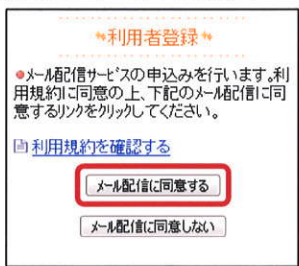 利用者登録
●メール配信サービスの申込みを行います。利
用規約に同意の上、下記のメール配信に同
意するリンクをクリックしてください。
利用規約を確認する
メール配信に同意する
メール配信に同意しない